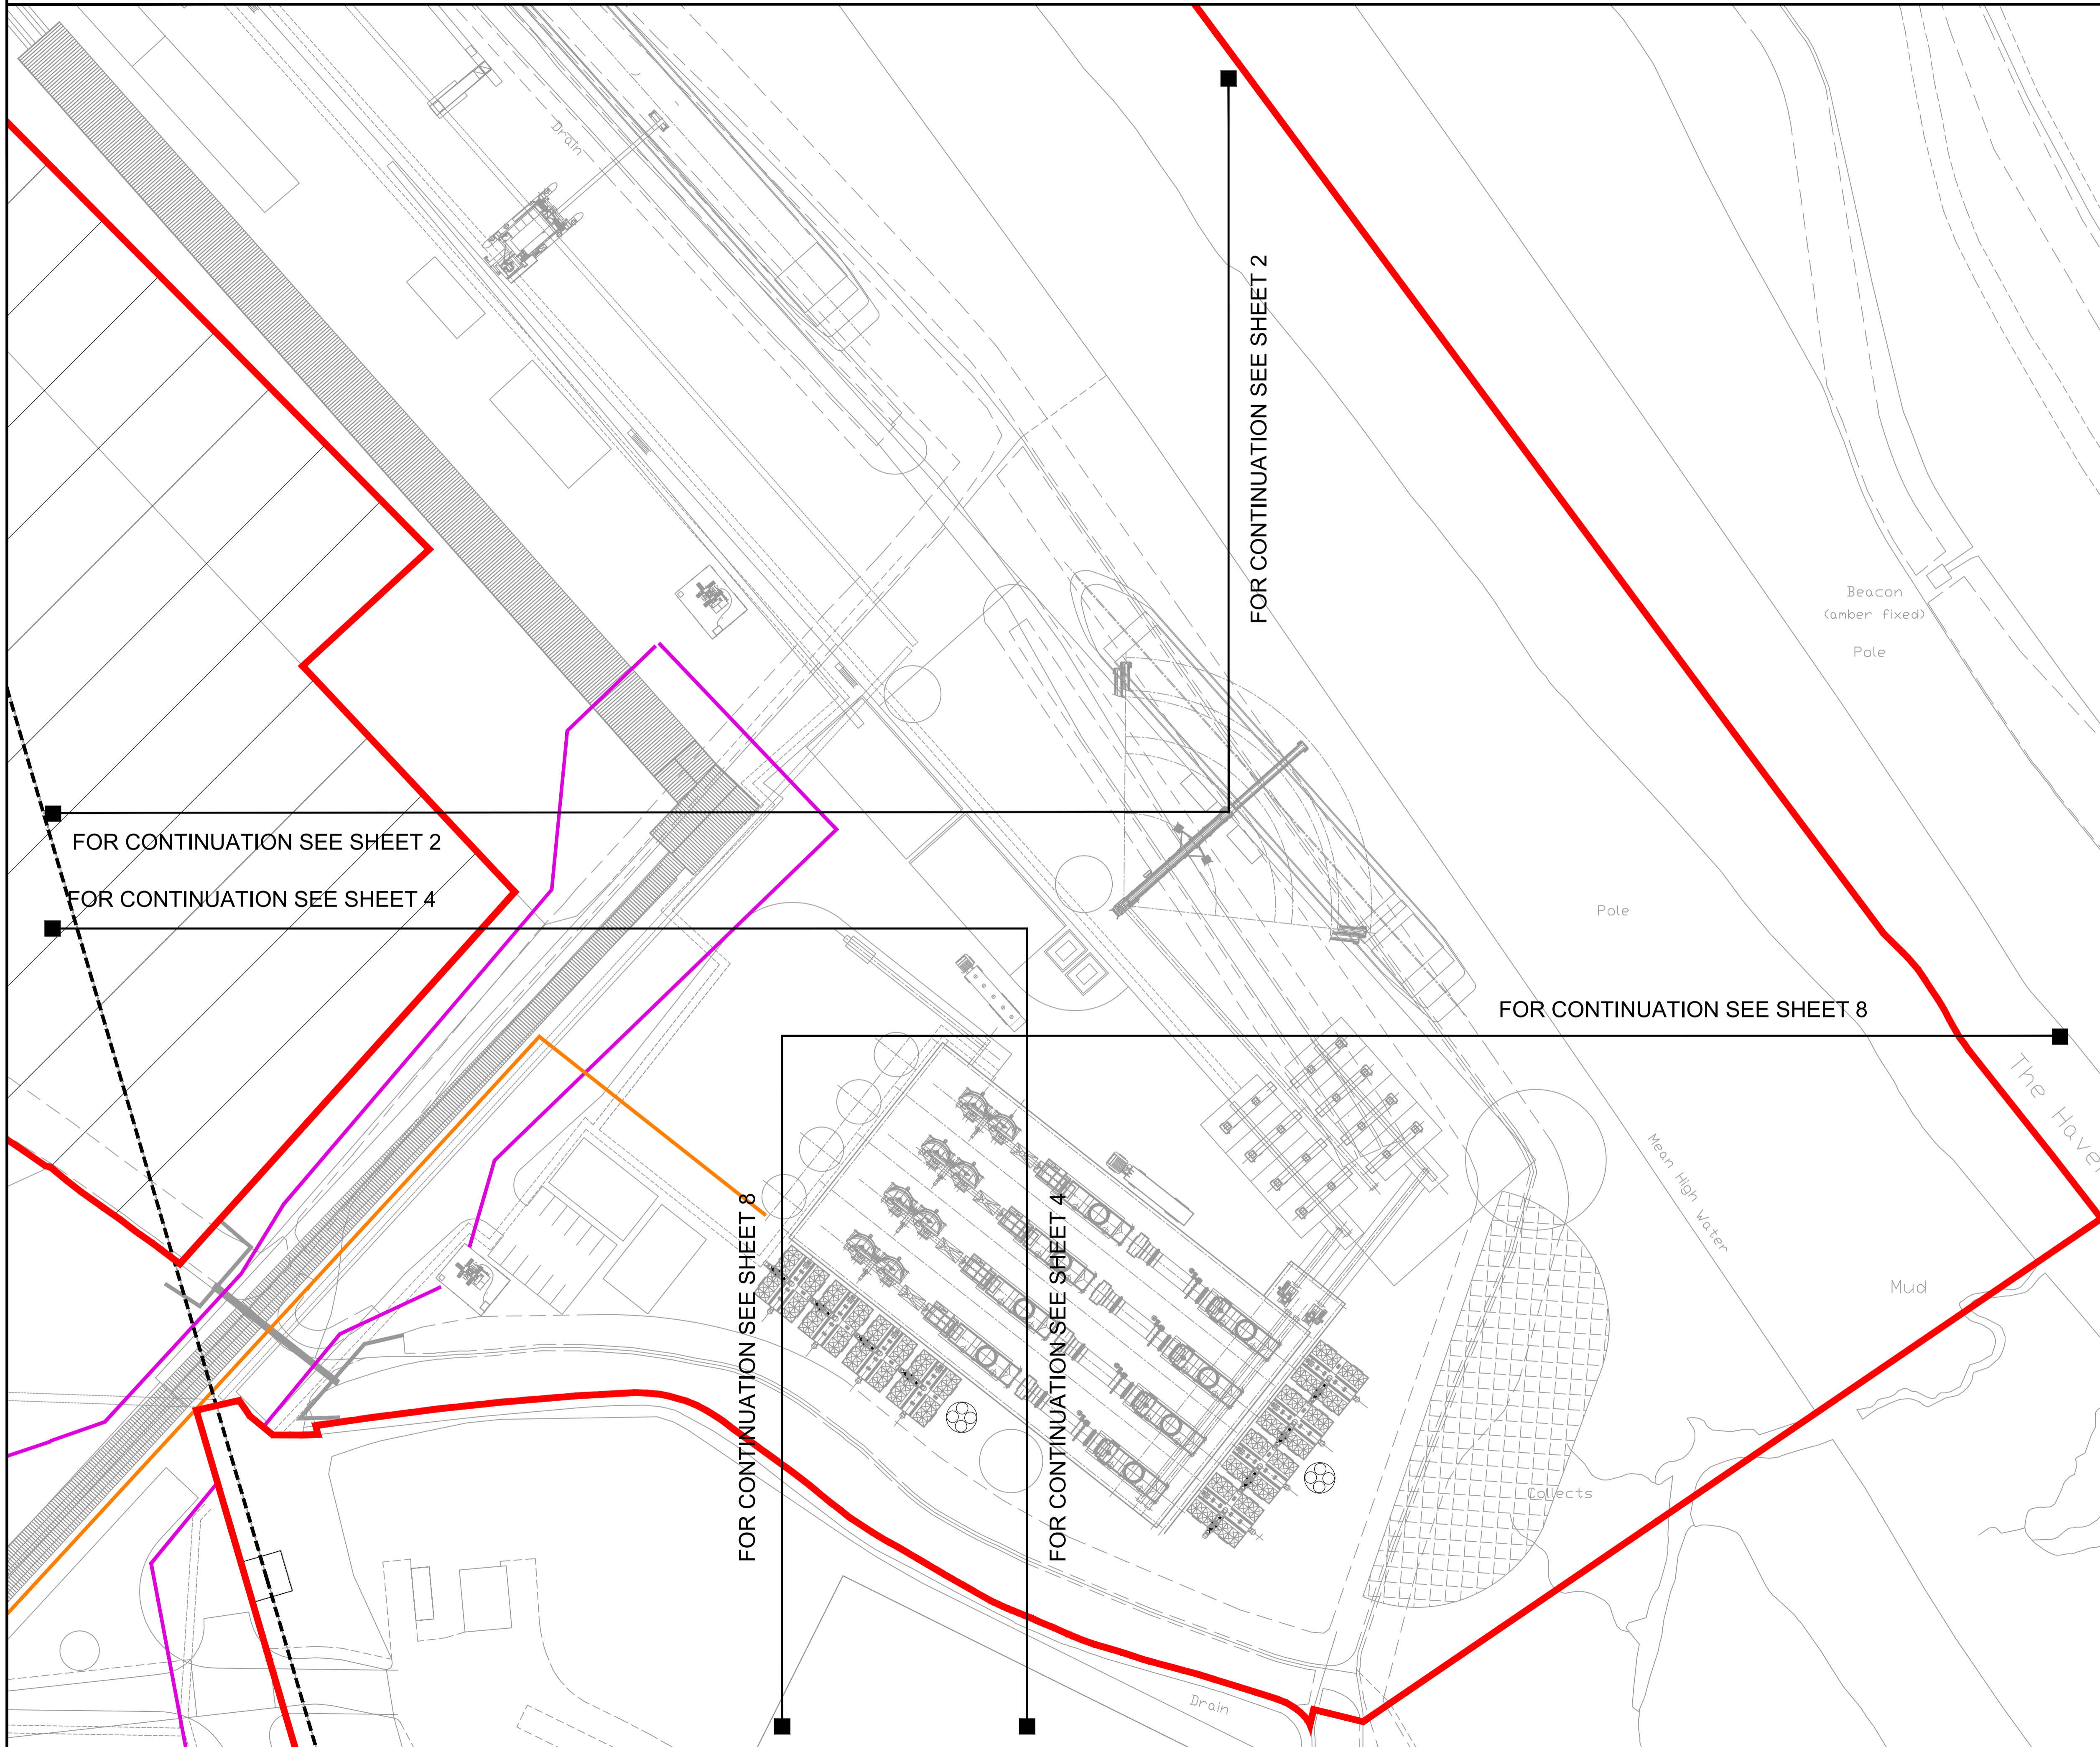 Drain
FOR CONTINUATION SEE SHEET 2
Beacon
(amber fixed)
Pole
FOR CONTINUATION SEE SHEET 2
FOR CONTINUATION SEE SHEET 4
Pole
FOR CONTINUATION SEE SHEET 8
The Have
Mean High Water
FOR CONTINUATION SEE SHEET 8
FOR CONTINUATION SEE SHEET 4
Mud
Collects
Drain